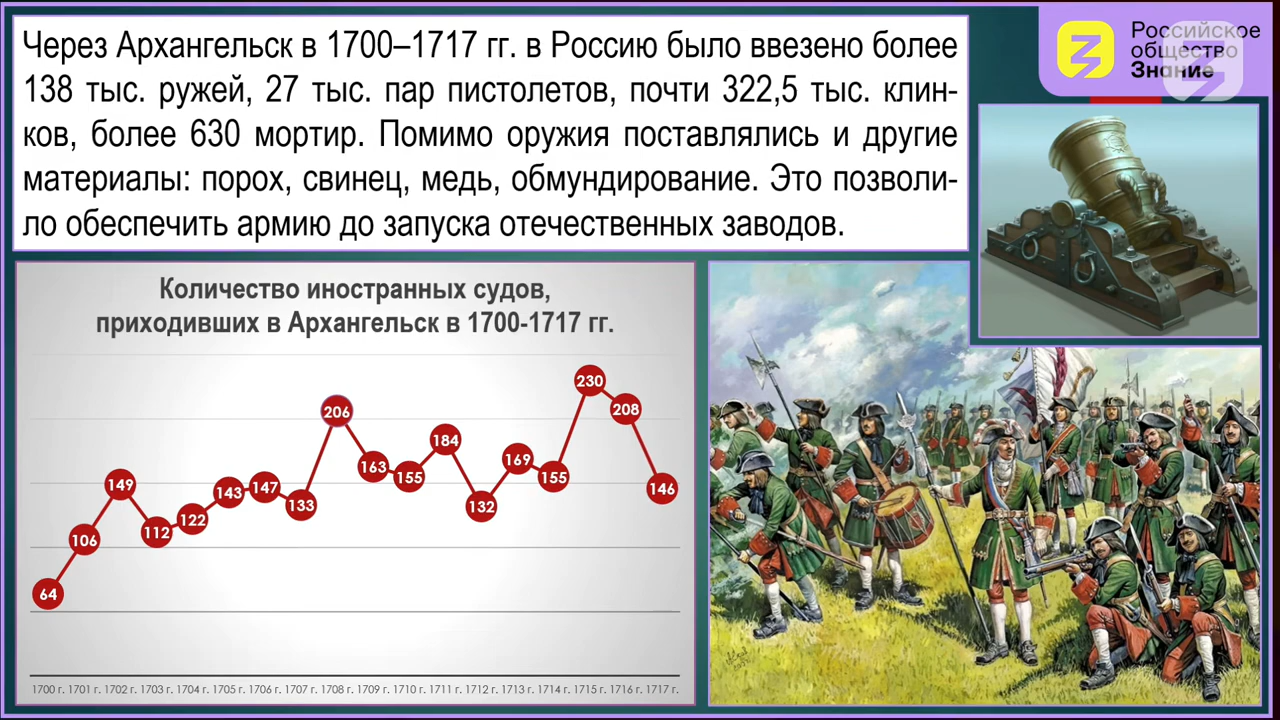 Через Архангельск в 1700–1717 гг. в Россию было ввезено более
138 тыс. ружей, 27 тыс. пар пистолетов, почти 322,5 тыс. клин-
ков, более 630 мортир. Помимо оружия поставлялись и другие
материалы: порох, свинец, медь, обмундирование. Это позволи-
ло обеспечить армию до запуска отечественных заводов.
Российское
общество
Знание
Количество иностранных судов,
приходивших в Архангельск в 1700-1717 гг.
64
106
149
112
122
143
147
133
206
163
155
184
132
169
155
230
208
146
1700 г. 1701 г. 1702 г. 1703 г. 1704 г. 1705 г. 1706 г. 1707 г. 1708 г. 1709 г. 1710 г. 1711 г. 1712 г. 1713 г. 1714 г. 1715 г. 1716 г. 1717 г.